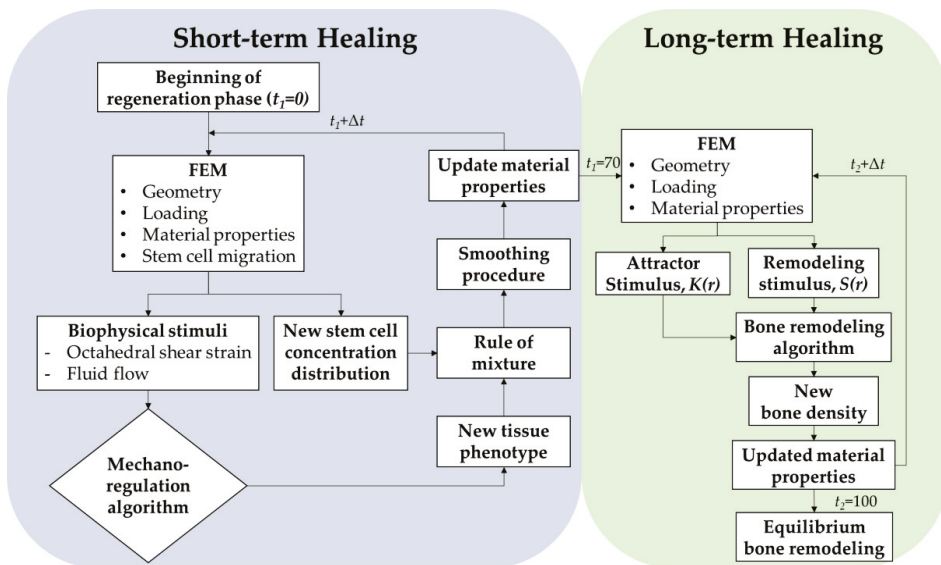 Short-term Healing
Beginning of
regeneration phase (t1=0)
t1+Δt
FEM
• Geometry
• Loading
• Material properties
• Stem cell migration
Biophysical stimuli
- Octahedral shear strain
- Fluid flow
New stem cell
concentration
distribution
Mechano-
regulation
algorithm
New tissue
phenotype
Rule of
mixture
Smoothing
procedure
Update material
properties
t1=70
Long-term Healing
FEM
• Geometry
• Loading
• Material properties
t2+Δt
Attractor
Stimulus, K(r)
Remodeling
stimulus, S(r)
Bone remodeling
algorithm
New
bone density
Updated material
properties
t2=100
Equilibrium
bone remodeling